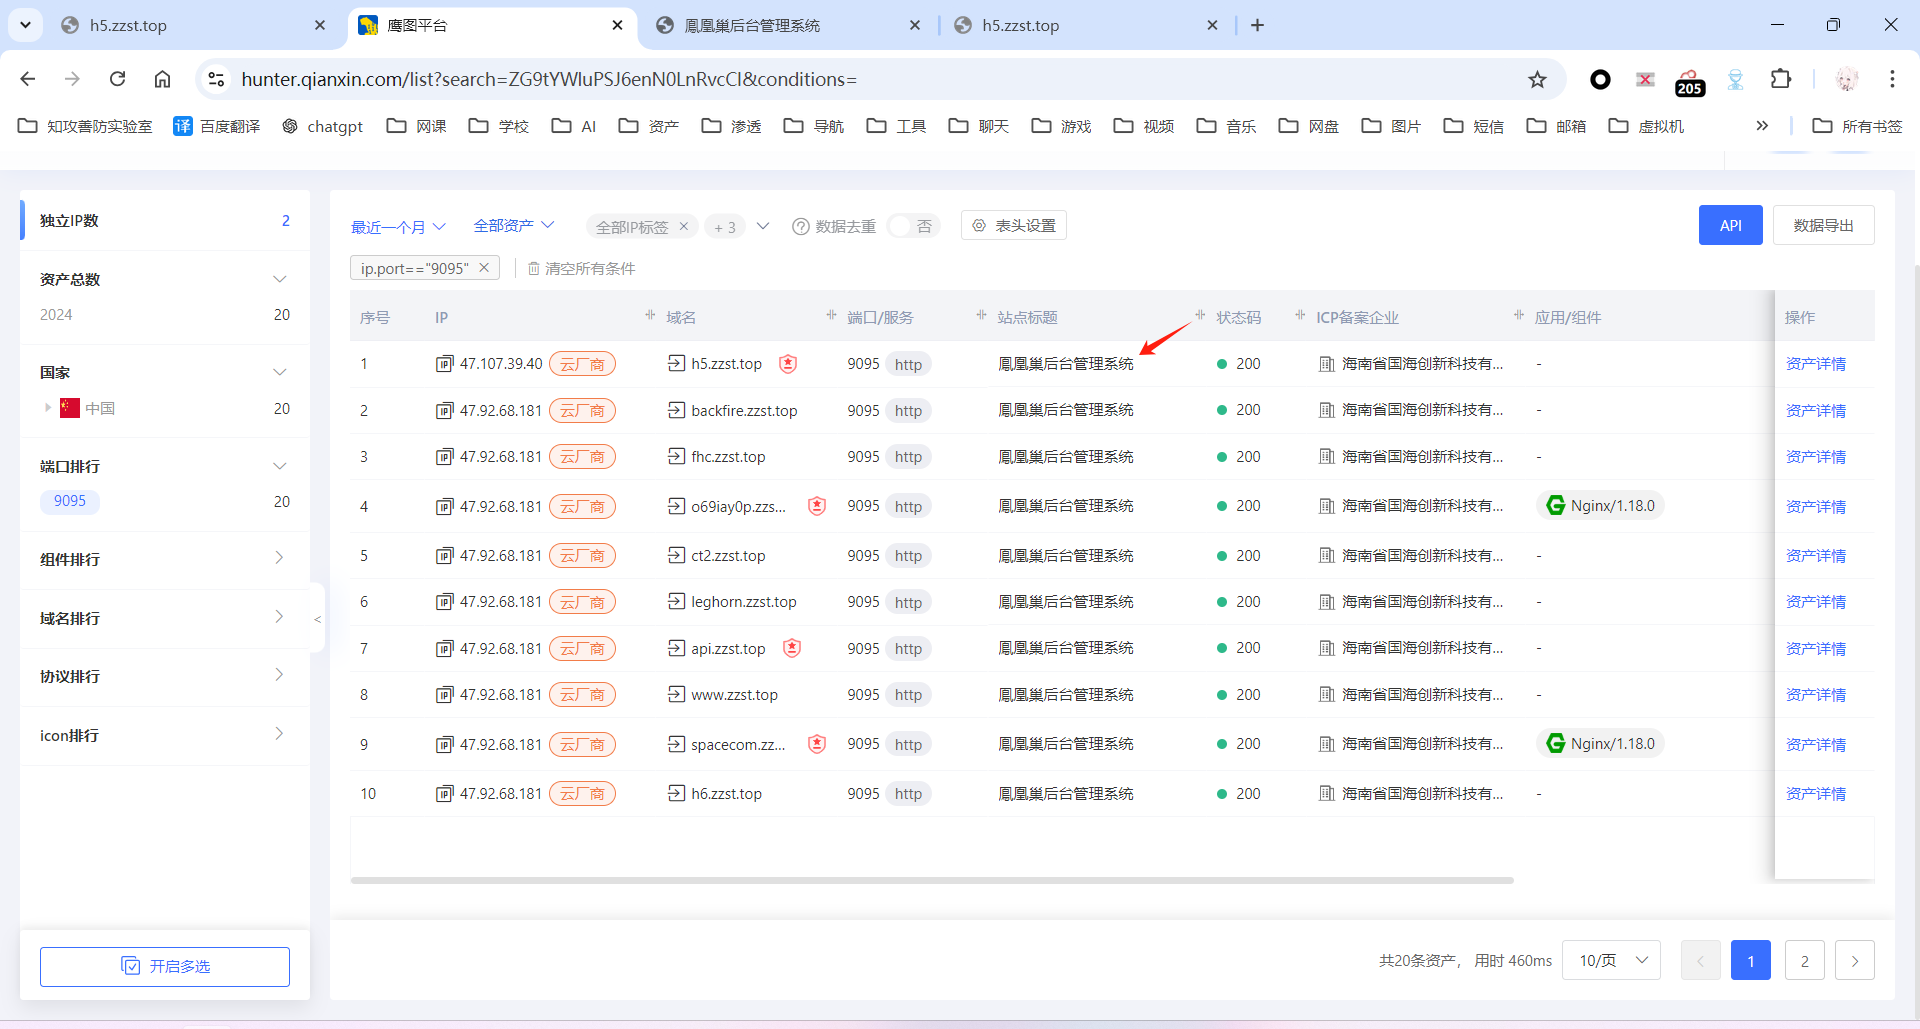 h5.zzst.top
鹰图平台
鳳凰巢后台管理系统
h5.zzst.top
hunter.qianxin.com/list?search=ZG9tYWluPSJ6enN0LnRvcCI&conditions=
205
知攻善防实验室
译 百度翻译
chatgpt
网课
学校
AI
资产
渗透
导航
工具
聊天
游戏
视频
音乐
网盘
图片
短信
邮箱
虚拟机
所有书签
独立IP数 2
资产总数
2024 20
国家
中国 20
端口排行
9095 20
组件排行
域名排行
协议排行
icon排行
开启多选
最近一个月 全部资产 全部IP标签 × + 3 数据去重 否 表头设置 API 数据导出
ip.port=="9095" × 清空所有条件
序号 IP 域名 端口/服务 站点标题 状态码 ICP备案企业 应用/组件 操作
1 IP 47.107.39.40 云厂商 h5.zzst.top 9095 http 鳳凰巢后台管理系统 200 海南省国海创新科技有... - 资产详情
2 IP 47.92.68.181 云厂商 backfire.zzst.top 9095 http 鳳凰巢后台管理系统 200 海南省国海创新科技有... - 资产详情
3 IP 47.92.68.181 云厂商 fhc.zzst.top 9095 http 鳳凰巢后台管理系统 200 海南省国海创新科技有... - 资产详情
4 IP 47.92.68.181 云厂商 o69iay0p.zzs... 9095 http 鳳凰巢后台管理系统 200 海南省国海创新科技有... Nginx/1.18.0 资产详情
5 IP 47.92.68.181 云厂商 ct2.zzst.top 9095 http 鳳凰巢后台管理系统 200 海南省国海创新科技有... - 资产详情
6 IP 47.92.68.181 云厂商 leghorn.zzst.top 9095 http 鳳凰巢后台管理系统 200 海南省国海创新科技有... - 资产详情
7 IP 47.92.68.181 云厂商 api.zzst.top 9095 http 鳳凰巢后台管理系统 200 海南省国海创新科技有... - 资产详情
8 IP 47.92.68.181 云厂商 www.zzst.top 9095 http 鳳凰巢后台管理系统 200 海南省国海创新科技有... - 资产详情
9 IP 47.92.68.181 云厂商 spacecom.zz... 9095 http 鳳凰巢后台管理系统 200 海南省国海创新科技有... Nginx/1.18.0 资产详情
10 IP 47.92.68.181 云厂商 h6.zzst.top 9095 http 鳳凰巢后台管理系统 200 海南省国海创新科技有... - 资产详情
共20条资产， 用时 460ms 10/页 < 1 2 >